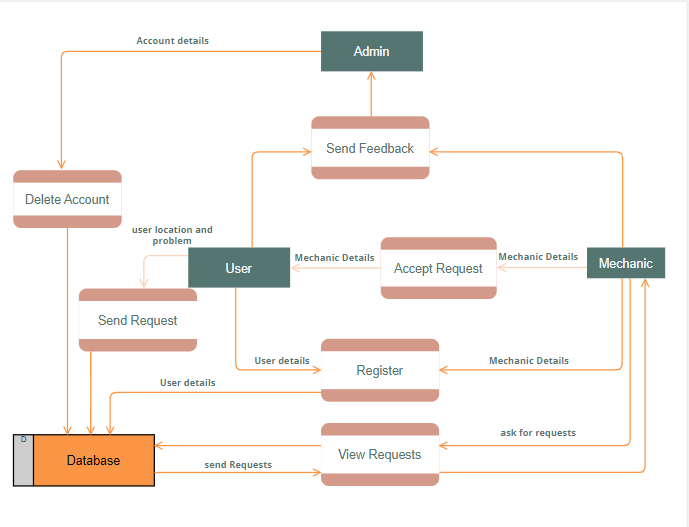 Account details
Admin
Send Feedback
Delete Account
user location and
problem
User
Mechanic Details
Accept Request
Mechanic Details
Mechanic
Send Request
User details
Register
Mechanic Details
User details
D
Database
send Requests
View Requests
ask for requests